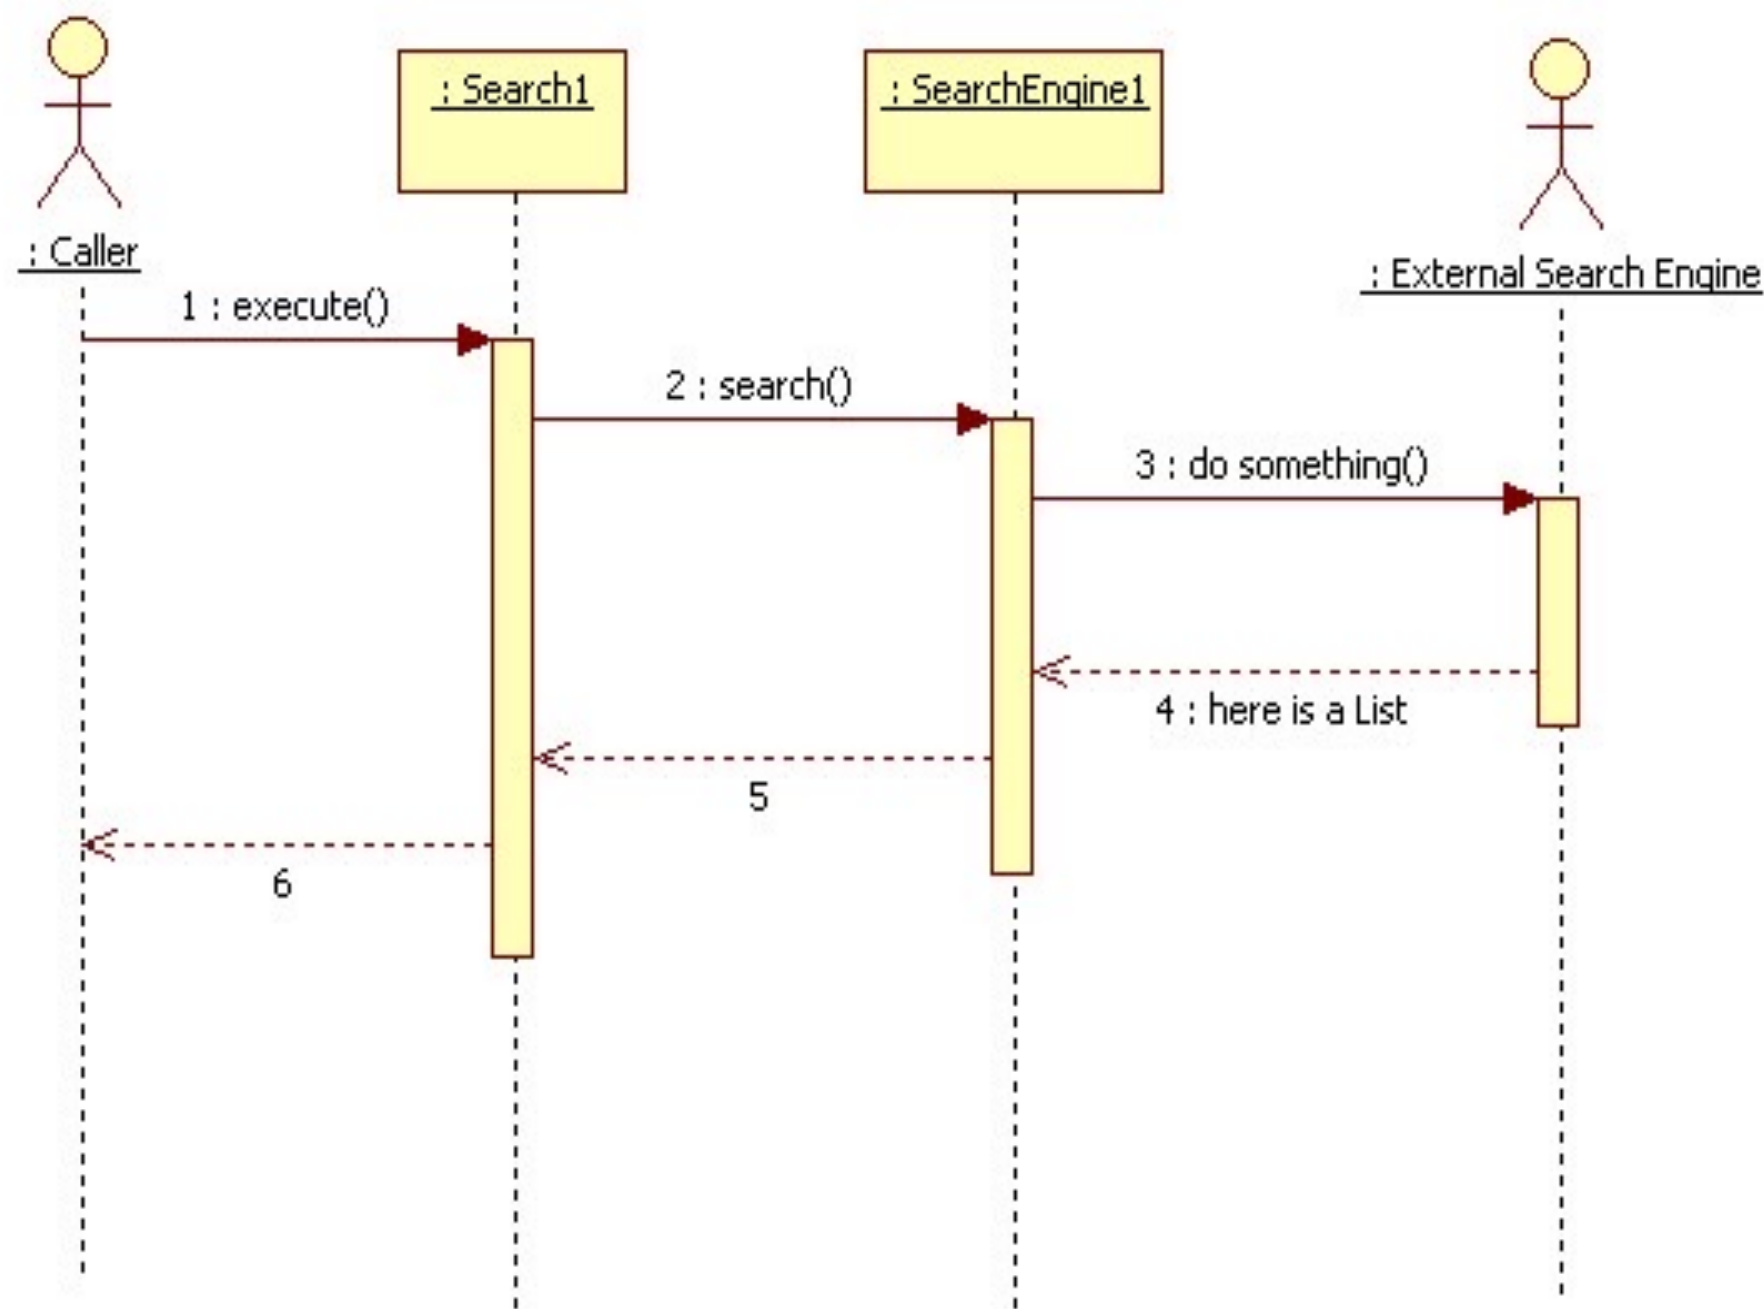 : Search1
: SearchEngine1
: Caller
: External Search Engine
1 : execute()
2 : search()
3 : do something()
4 : here is a List
5
6